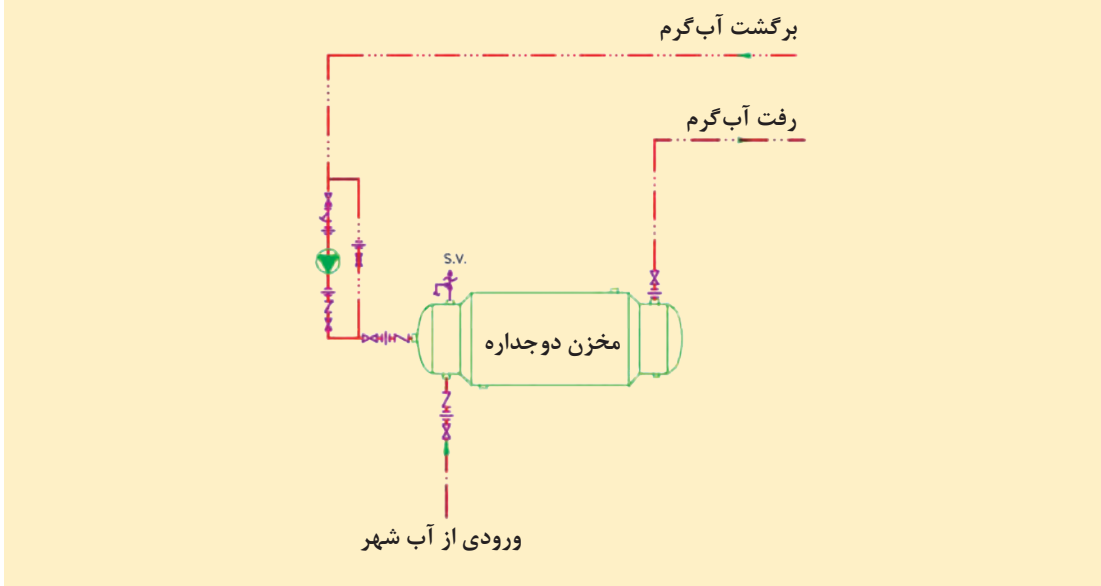 برگشت آب‌گرم
رفت آب‌گرم
S.V.
مخزن دوجداره
ورودی از آب شهر